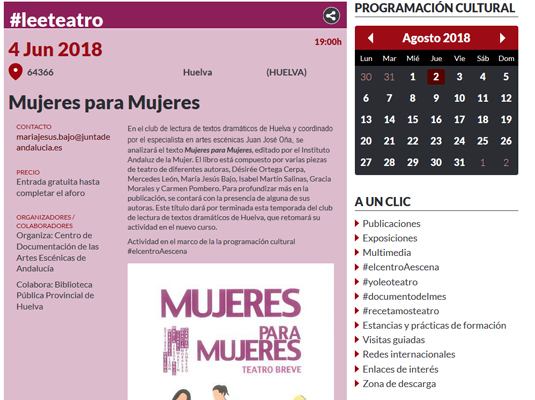 #leeteatro
4 Jun 2018
19:00h
64366 Huelva (HUELVA)
Mujeres para Mujeres
CONTACTO
mariajesus.bajo@juntade
andalucia.es
PRECIO
Entrada gratuita hasta
completar el aforo
ORGANIZADORES /
COLABORADORES
Organiza: Centro de
Documentación de las
Artes Escénicas de
Andalucía
Colabora: Biblioteca
Pública Provincial de
Huelva
En el club de lectura de textos dramáticos de Huelva y coordinado
por el especialista en artes escénicas Juan José Oña, se
analizará el texto Mujeres para Mujeres, editado por el Instituto
Andaluz de la Mujer. El libro está compuesto por varias piezas
de teatro de diferentes autoras, Désirée Ortega Cerpa,
Mercedes León, María Jesús Bajo, Isabel Martín Salinas, Gracia
Morales y Carmen Pombero. Para profundizar más en la
publicación, se contará con la presencia de alguna de sus
autoras. Este título dará por terminada esta temporada del club
de lectura de textos dramáticos de Huelva, que retomará su
actividad en el nuevo curso.
Actividad en el marco de la la programación cultural
#elcentroAescena
MUJERES
PARA
MUJERES
TEATRO BREVE
PROGRAMACIÓN CULTURAL
Agosto 2018
Lun Mar Mié Jue Vie Sáb Dom
30 31 1 2 3 4 5
6 7 8 9 10 11 12
13 14 15 16 17 18 19
20 21 22 23 24 25 26
27 28 29 30 31 1 2
A UN CLIC
Publicaciones
Exposiciones
Multimedia
#elcentroAescena
#yoleoteatro
#documentodelmes
#recetamosteatro
Estancias y prácticas de formación
Visitas guiadas
Redes internacionales
Enlaces de interés
Zona de descarga